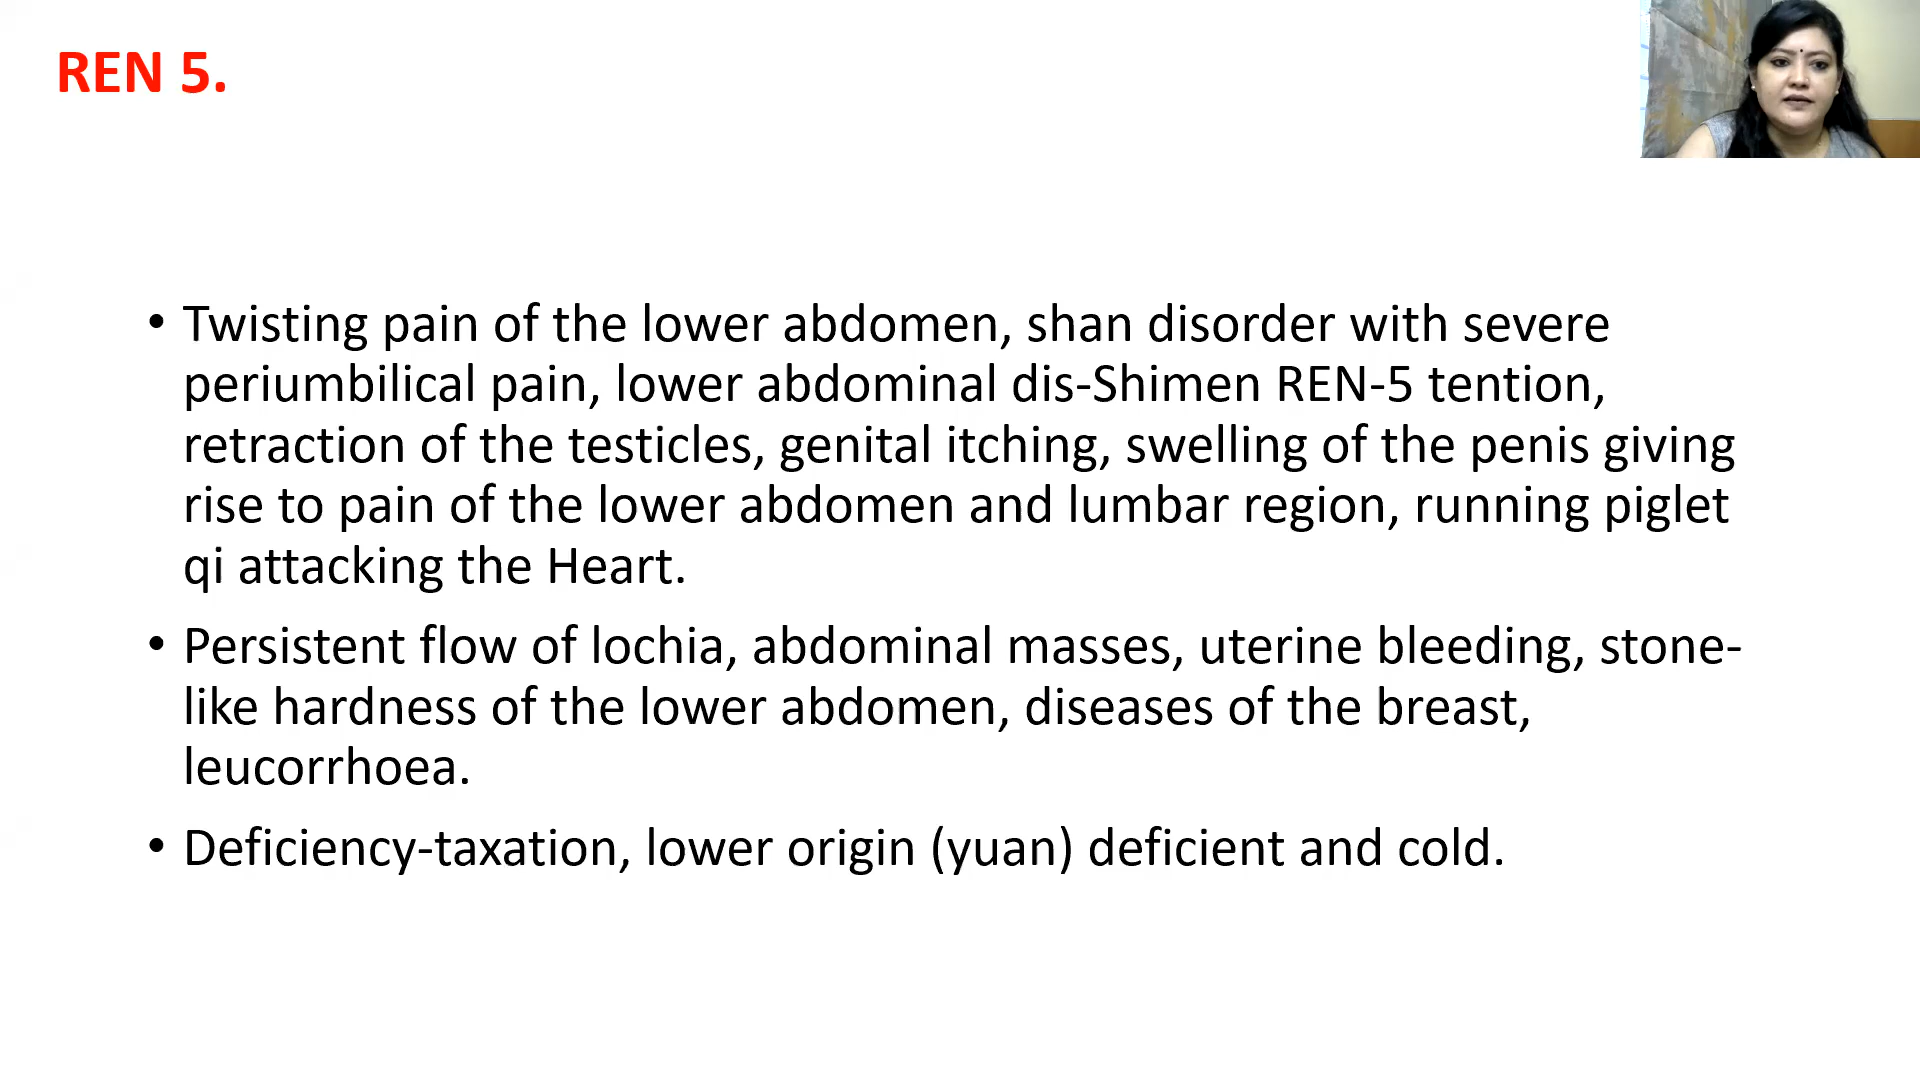 REN 5.
• Twisting pain of the lower abdomen, shan disorder with severe
periumbilical pain, lower abdominal dis-Shimen REN-5 tention,
retraction of the testicles, genital itching, swelling of the penis giving
rise to pain of the lower abdomen and lumbar region, running piglet
qi attacking the Heart.
• Persistent flow of lochia, abdominal masses, uterine bleeding, stone-
like hardness of the lower abdomen, diseases of the breast,
leucorrhoea.
• Deficiency-taxation, lower origin (yuan) deficient and cold.